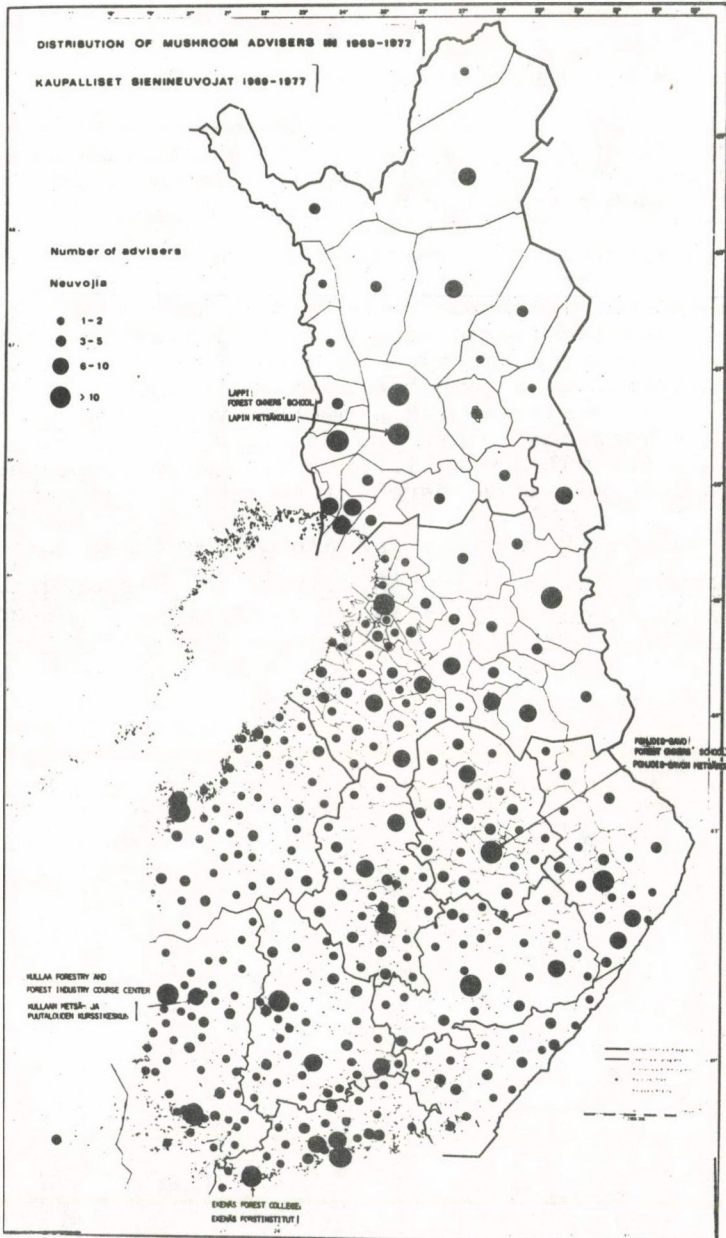 DISTRIBUTION OF MUSHROOM ADVISERS IN 1969-1977
KAUPALLISET SIENINEUVOJAT 1969-1977
Number of advisers
Neuvojia
1-2
3-5
6-10
>10
LAPPI
FOREST OWNERS' SCHOOL
LAPIN METSÄKOULU
POHJOIS-SAVO
FOREST OWNERS' SCHOOL
POHJOIS-SAVON
KULLAA FORESTRY AND
FOREST INDUSTRY COURSE CENTER
KULLAAN METSÄ- JA
PUUTALOUDEN KURSSIKESKUS
EKENÄS FOREST COLLEGE
EKENÄS FORSTINSTITUT